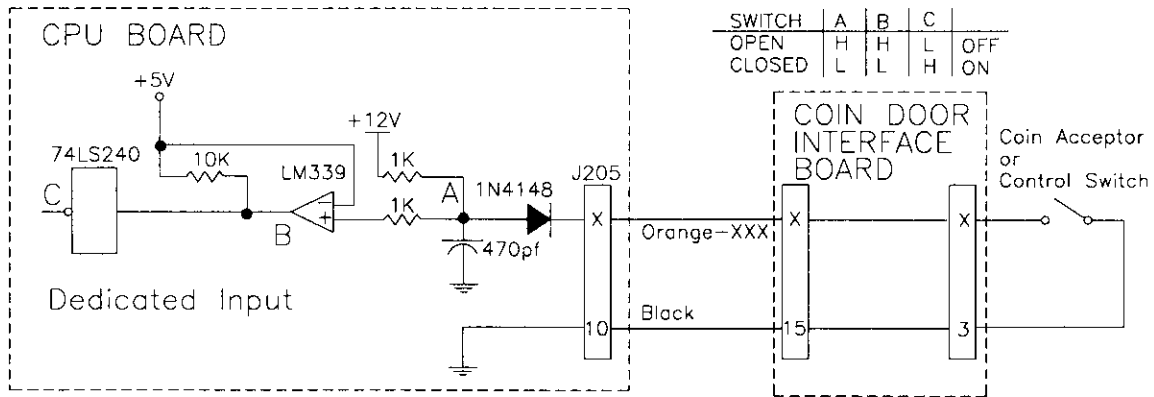 CPU BOARD
+5V
+12V
74LS240
10K
LM339
1K
A
1N4148
J205
C
B
+
1K
470pf
X
Orange-XXX
Dedicated Input
10
Black
SWITCH A B C
OPEN H H L OFF
CLOSED L L H ON
COIN DOOR
INTERFACE
BOARD
X
X
15
3
Coin Acceptor
or
Control Switch